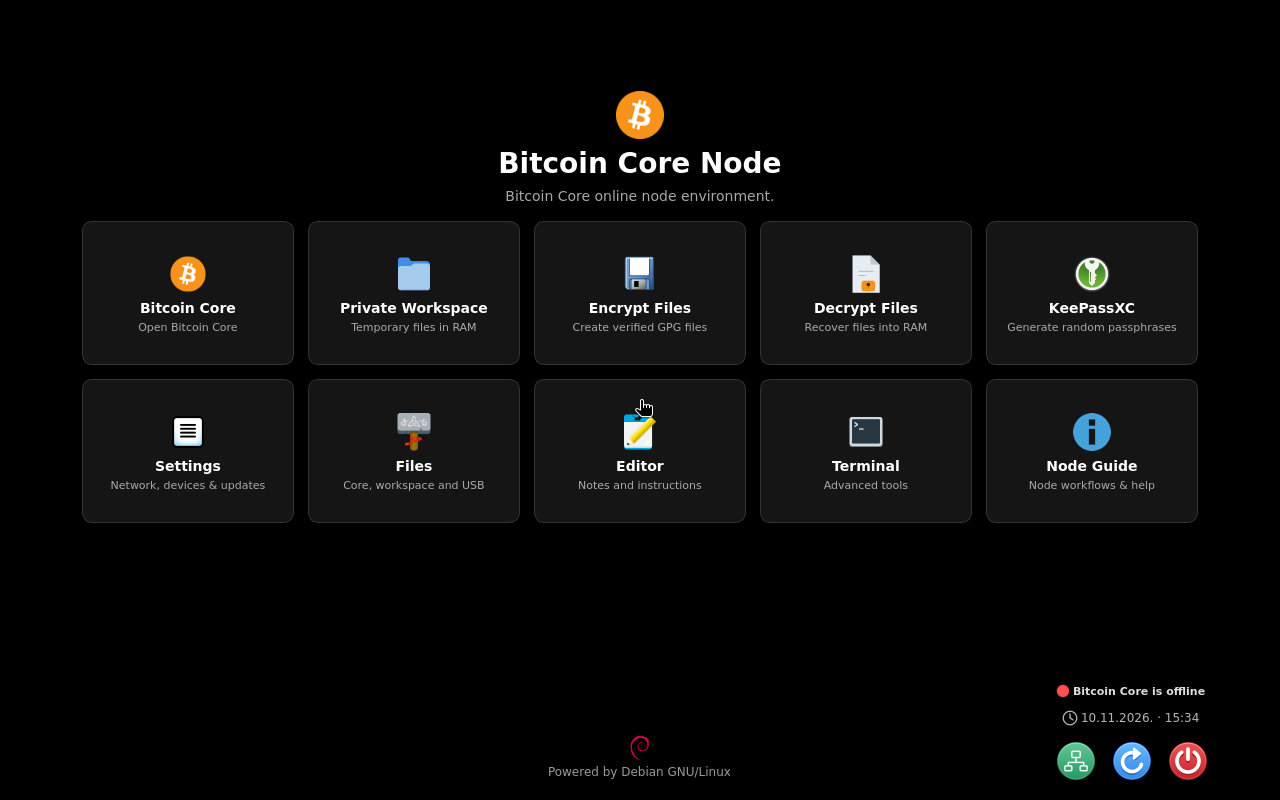 Bitcoin Core Node
Bitcoin Core online node environment.
Bitcoin Core
Open Bitcoin Core
Private Workspace
Temporary files in RAM
Encrypt Files
Create verified GPG files
Decrypt Files
Recover files into RAM
KeePassXC
Generate random passphrases
Settings
Network, devices & updates
Files
Core, workspace and USB
Editor
Notes and instructions
>_
Terminal
Advanced tools
Node Guide
Node workflows & help
Bitcoin Core is offline
10.11.2026. · 15:34
Powered by Debian GNU/Linux